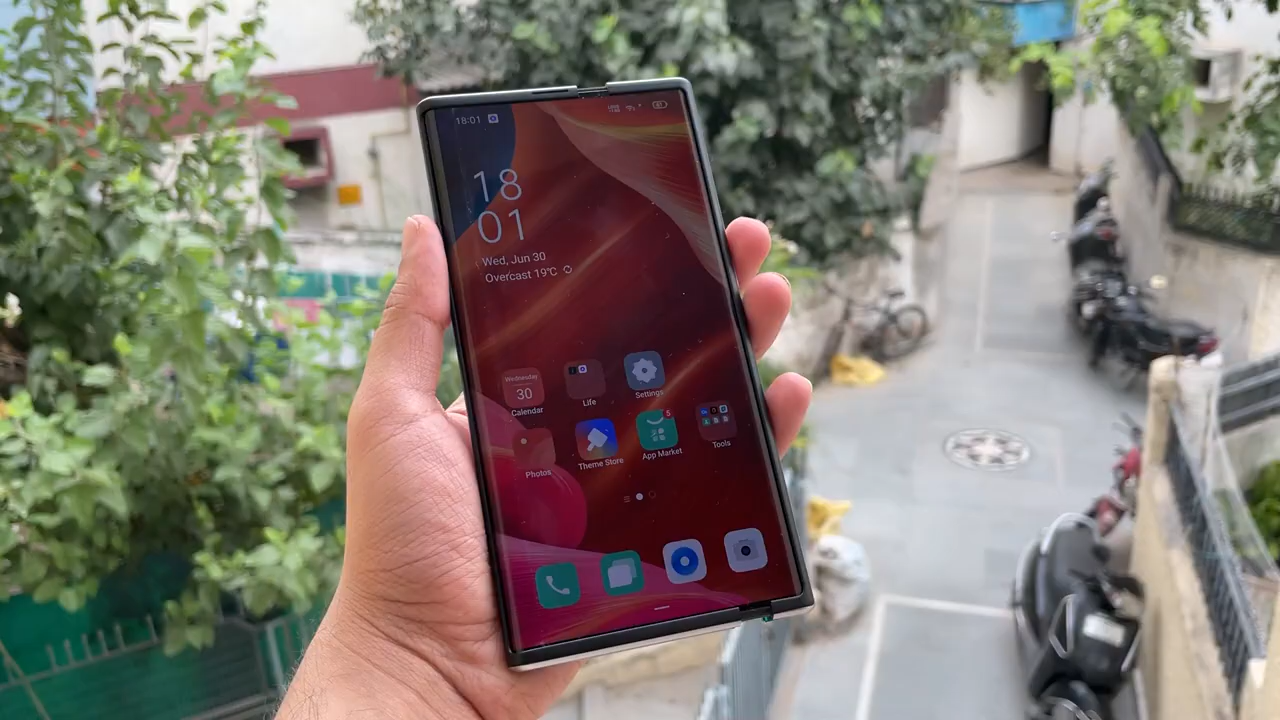 18:01
18
01
Wed, Jun 30
Overcast 19°C
Wednesday
30
Calendar
Life
Settings
Photos
Theme Store
5
App Market
Tools